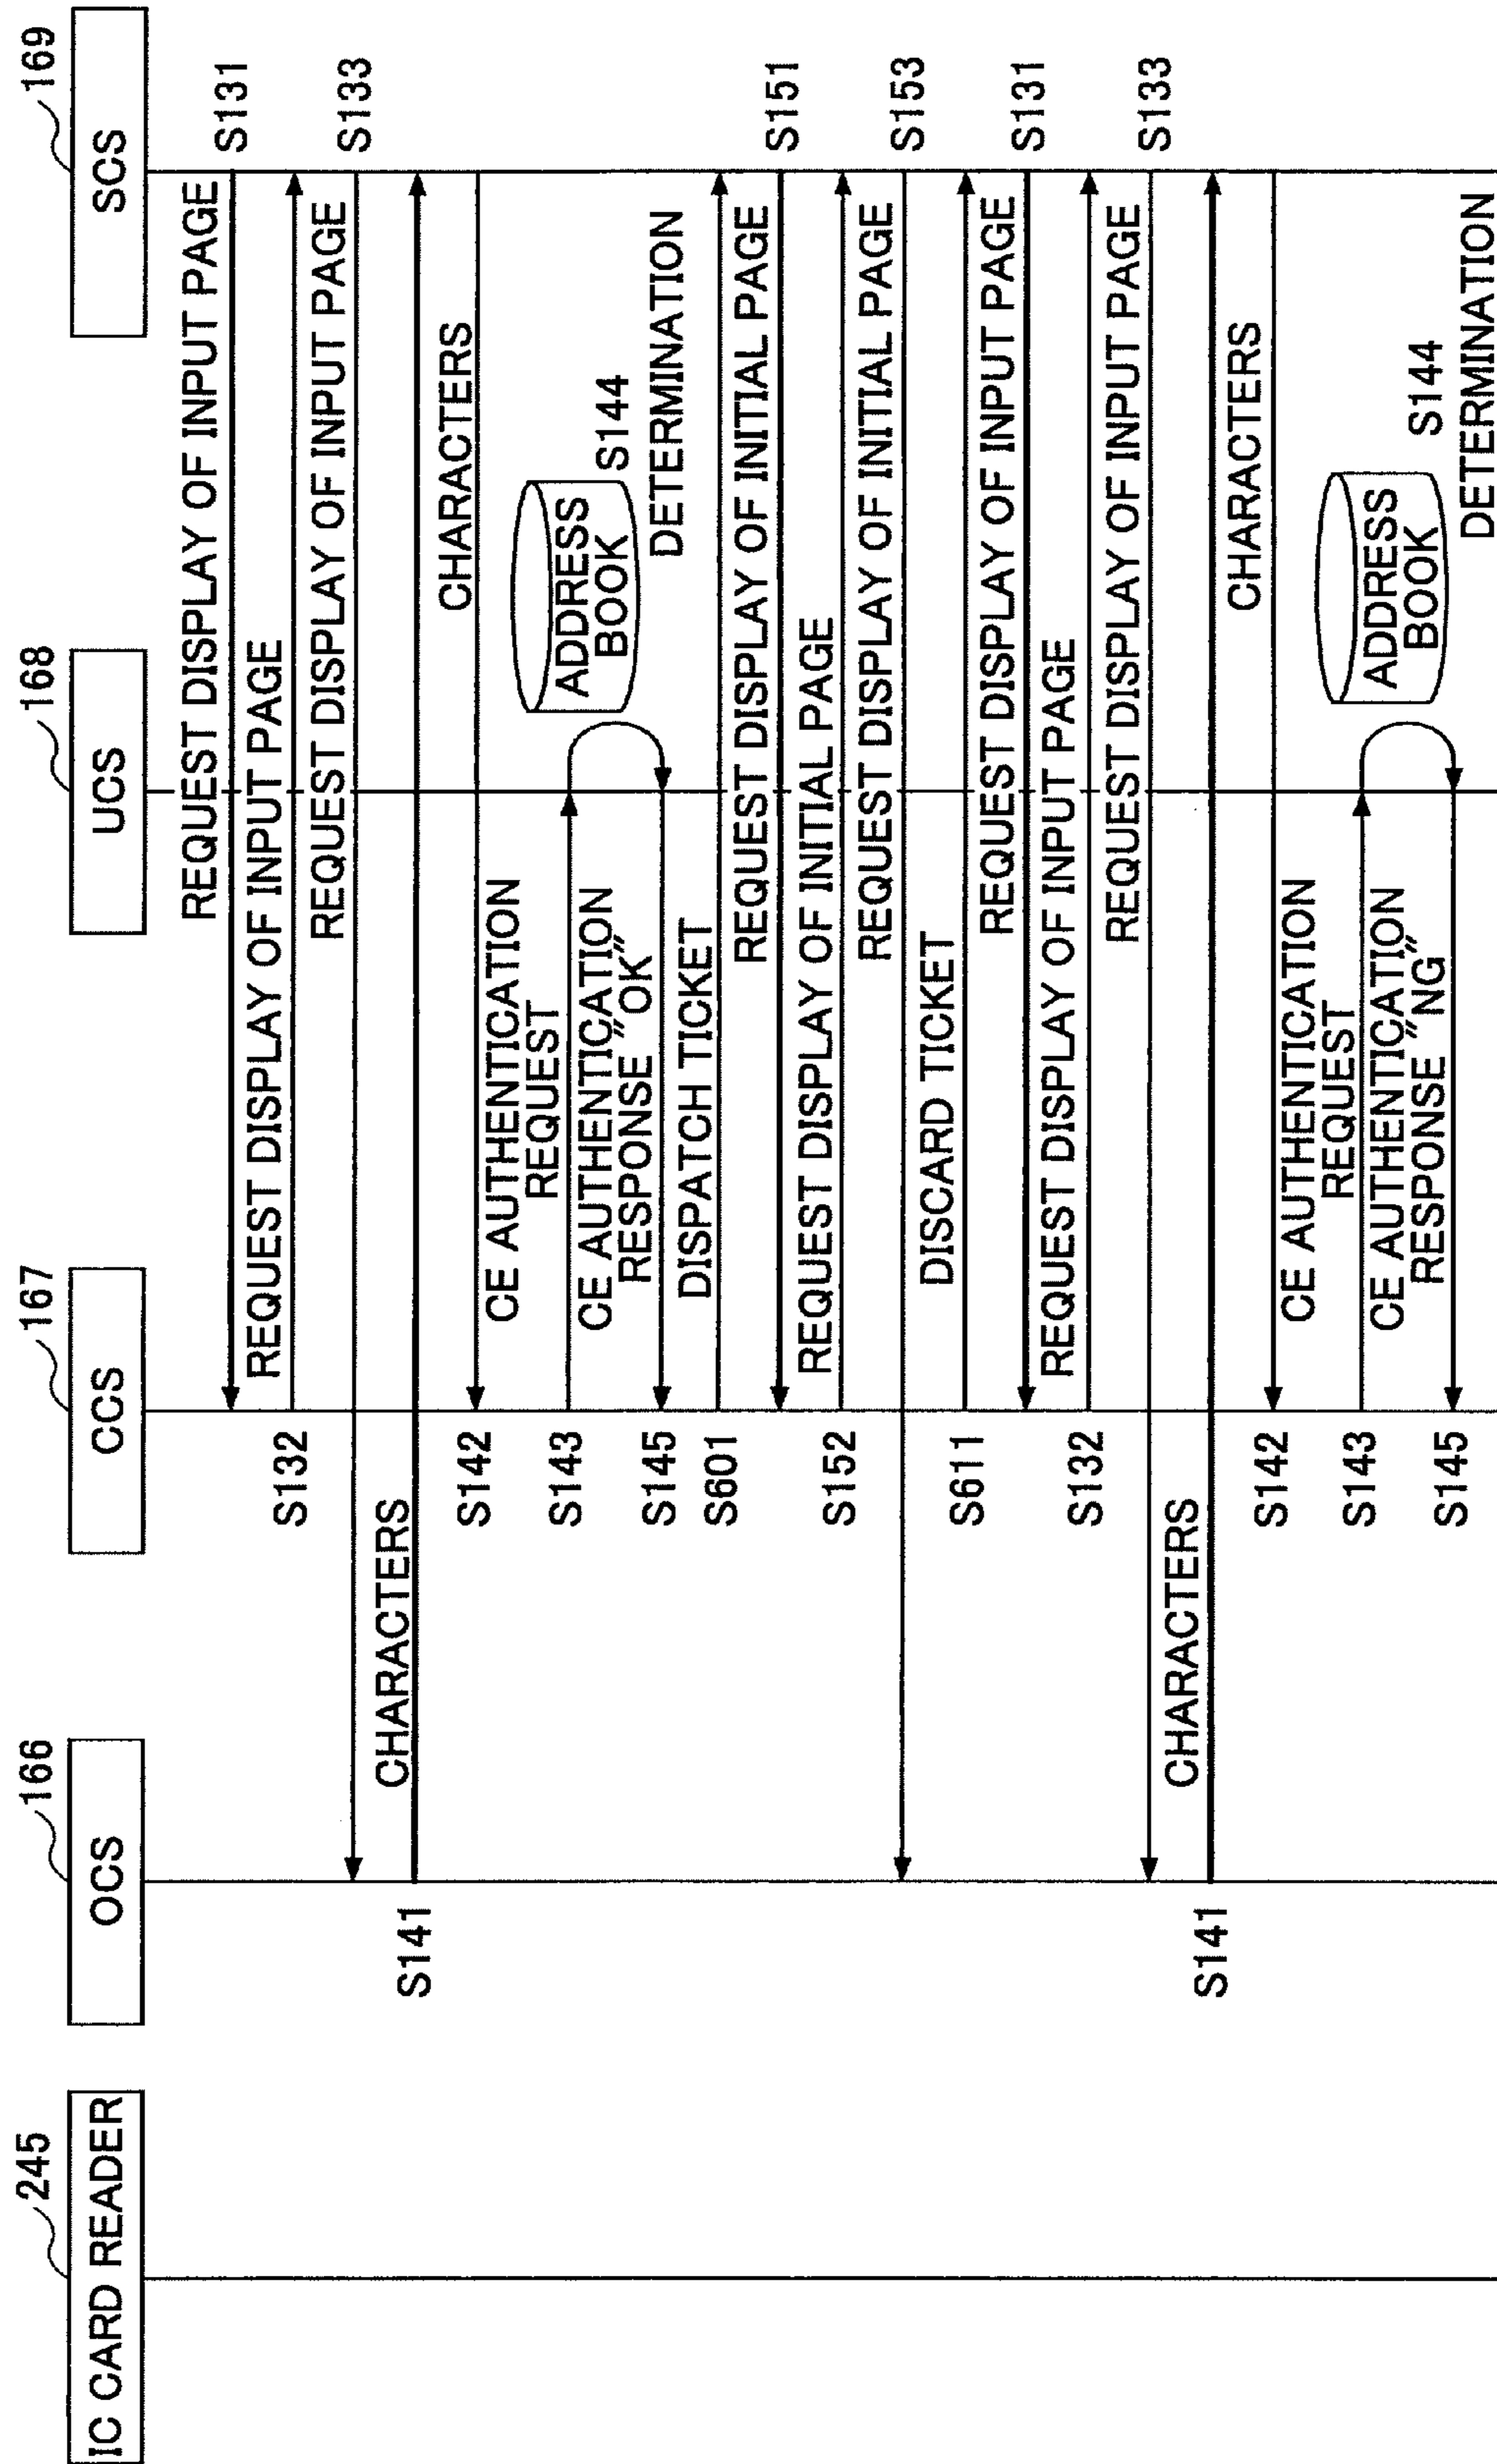 245
IC CARD READER
166
OCS
167
CCS
168
UCS
169
SCS
REQUEST DISPLAY OF INPUT PAGE
S131
S132
REQUEST DISPLAY OF INPUT PAGE
REQUEST DISPLAY OF INPUT PAGE
S133
S141
CHARACTERS
S142
CHARACTERS
S143
CE AUTHENTICATION
REQUEST
ADDRESS
BOOK
S144
DETERMINATION
S145
CE AUTHENTICATION
RESPONSE "OK"
S601
DISPATCH TICKET
REQUEST DISPLAY OF INITIAL PAGE
S151
S152
REQUEST DISPLAY OF INITIAL PAGE
REQUEST DISPLAY OF INITIAL PAGE
S153
S611
DISCARD TICKET
REQUEST DISPLAY OF INPUT PAGE
S131
S132
REQUEST DISPLAY OF INPUT PAGE
REQUEST DISPLAY OF INPUT PAGE
S133
S141
CHARACTERS
S142
CHARACTERS
S143
CE AUTHENTICATION
REQUEST
ADDRESS
BOOK
S144
DETERMINATION
S145
CE AUTHENTICATION
RESPONSE "NG"